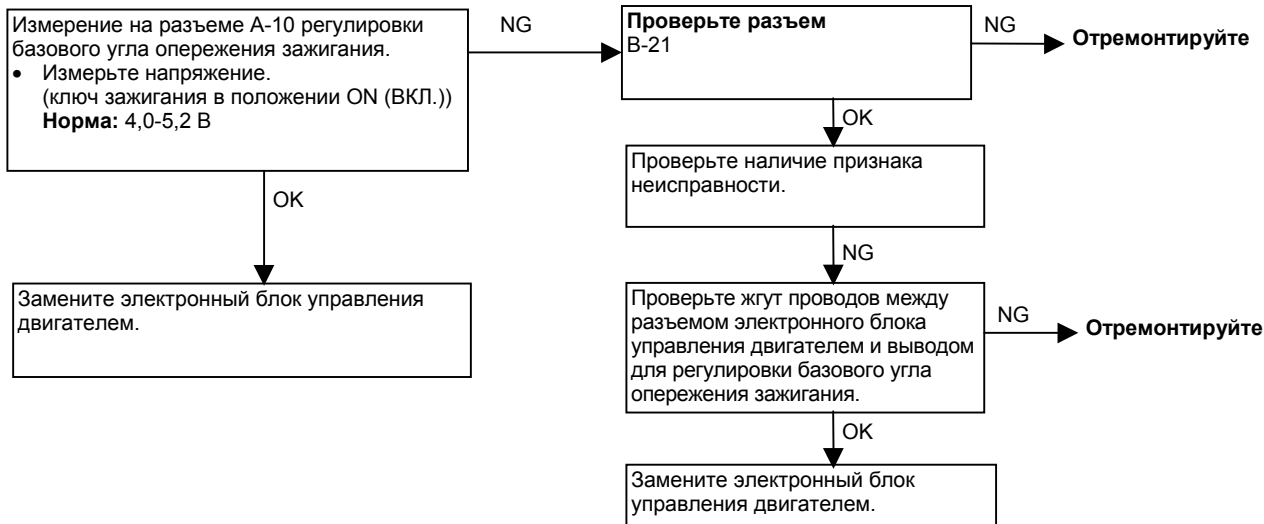 Измерение на разъеме А-10 регулировки
базового угла опережения зажигания.
• Измерьте напряжение.
(ключ зажигания в положении ON (ВКЛ.))
Норма: 4,0-5,2 В
NG
Проверьте разъем
B-21
NG
Отремонтируйте
OK
OK
Проверьте наличие признака
неисправности.
NG
Замените электронный блок управления
двигателем.
Проверьте жгут проводов между
разъемом электронного блока
управления двигателем и выводом
для регулировки базового угла
опережения зажигания.
NG
Отремонтируйте
OK
Замените электронный блок
управления двигателем.